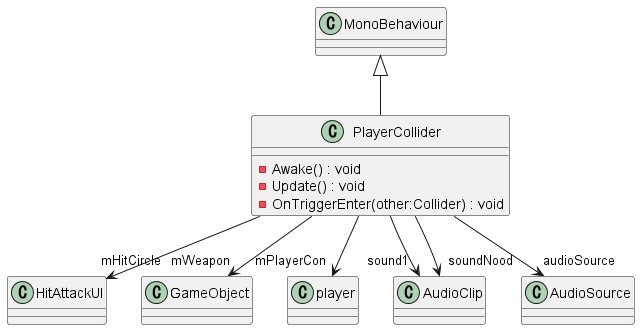 C MonoBehaviour
C PlayerCollider
Awake() : void
Update() : void
OnTriggerEnter(other:Collider) : void
mHitCircle mWeapon mPlayerCon sound1 soundNood audioSource
C HitAttackUI C GameObject C player C AudioClip C AudioSource